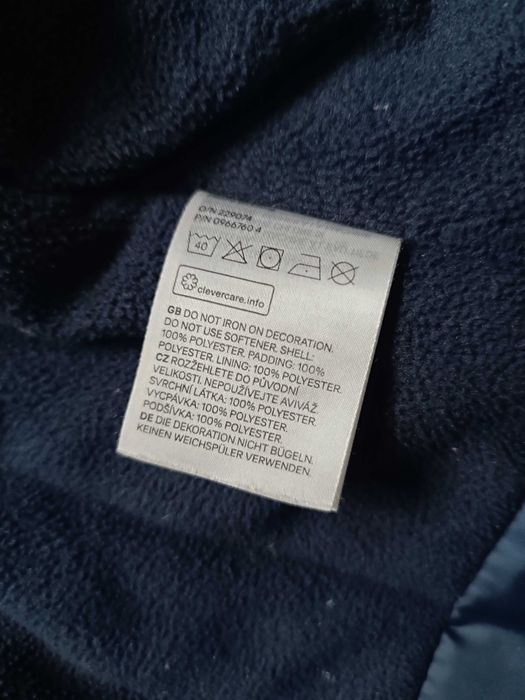 O/N 229074
P/N 0966760 4
40
clevercare.info
GB DO NOT IRON ON DECORATION.
DO NOT USE SOFTENER. SHELL:
100% POLYESTER. PADDING: 100%
POLYESTER. LINING: 100% POLYESTER.
CZ ROZŽEHLETE DO PŮVODNÍ
VELIKOSTI. NEPOUŽÍVEJTE AVIVÁŽ.
SVRCHNÍ LÁTKA: 100% POLYESTER.
VYCPÁVKA: 100% POLYESTER.
PODŠÍVKA: 100% POLYESTER.
DE DIE DEKORATION NICHT BÜGELN.
KEINEN WEICHSPÜLER VERWENDEN.